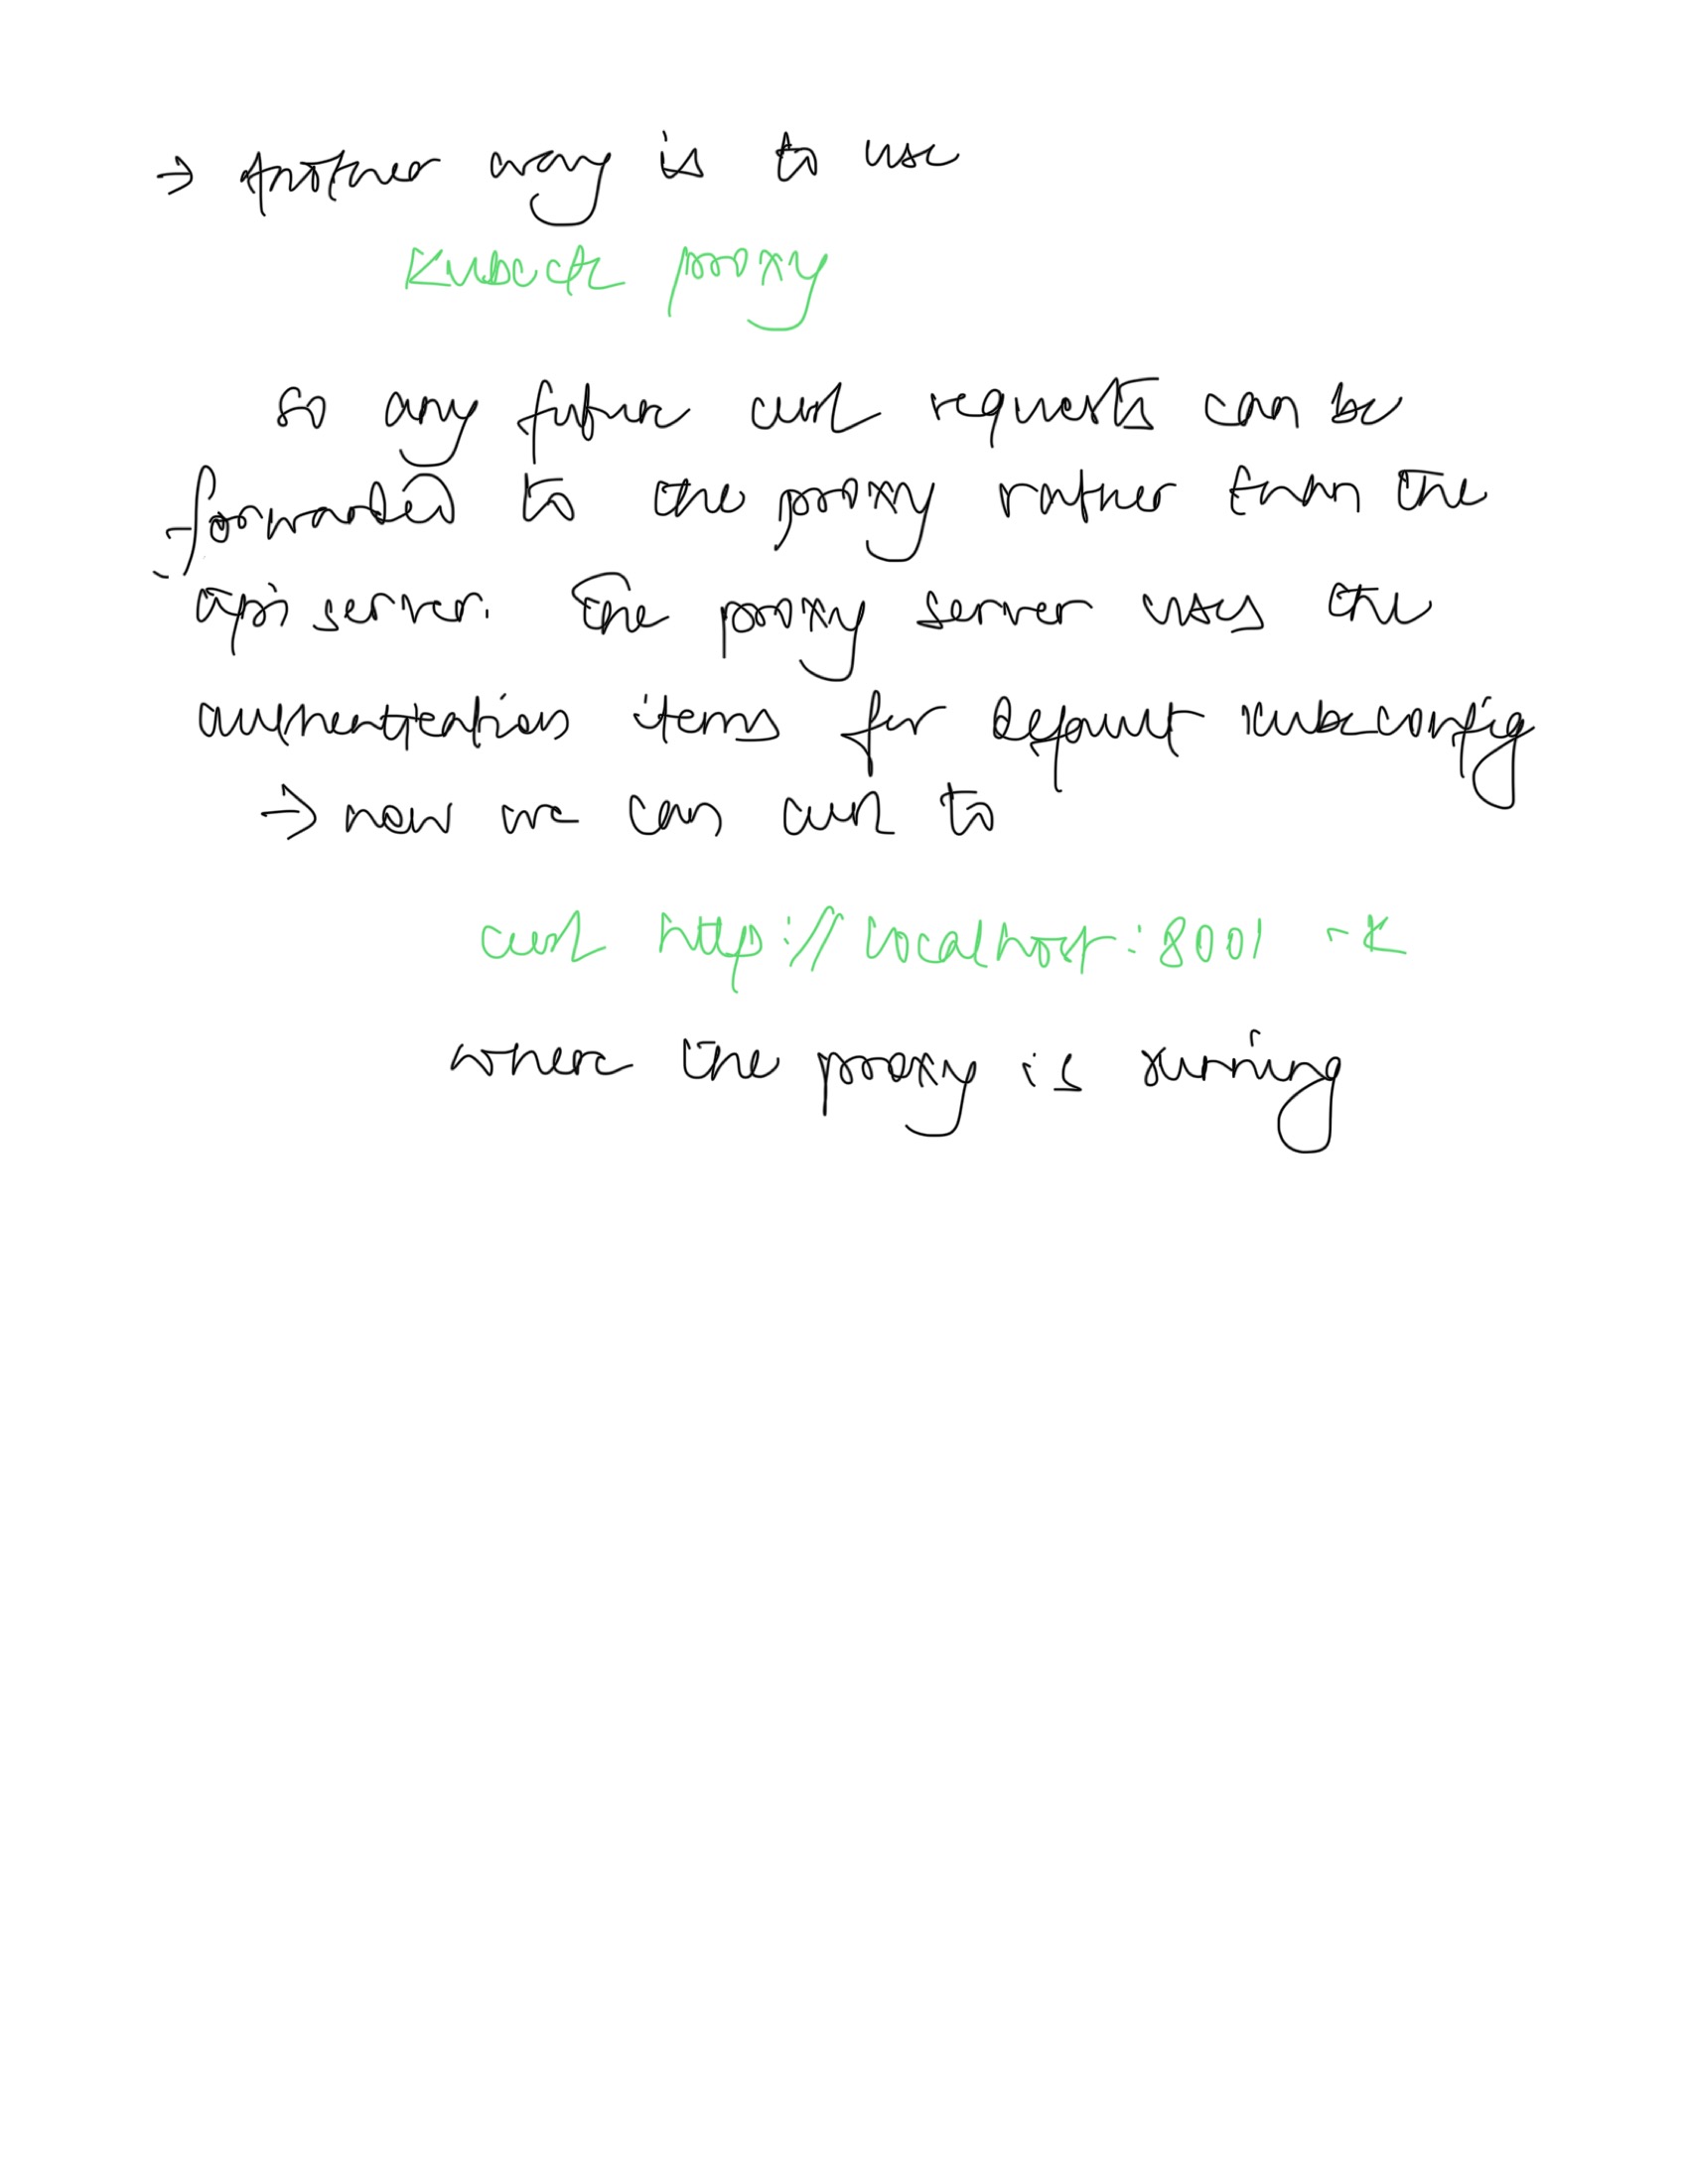 → Another way is to use
Kubectl proxy
so any future curl requests can be
forwarded to the proxy rather than the
api server. The proxy server uses the
authentication items for default kubeconfig
→ now we can curl to
curl http://localhost:8001 -k
where the proxy is running